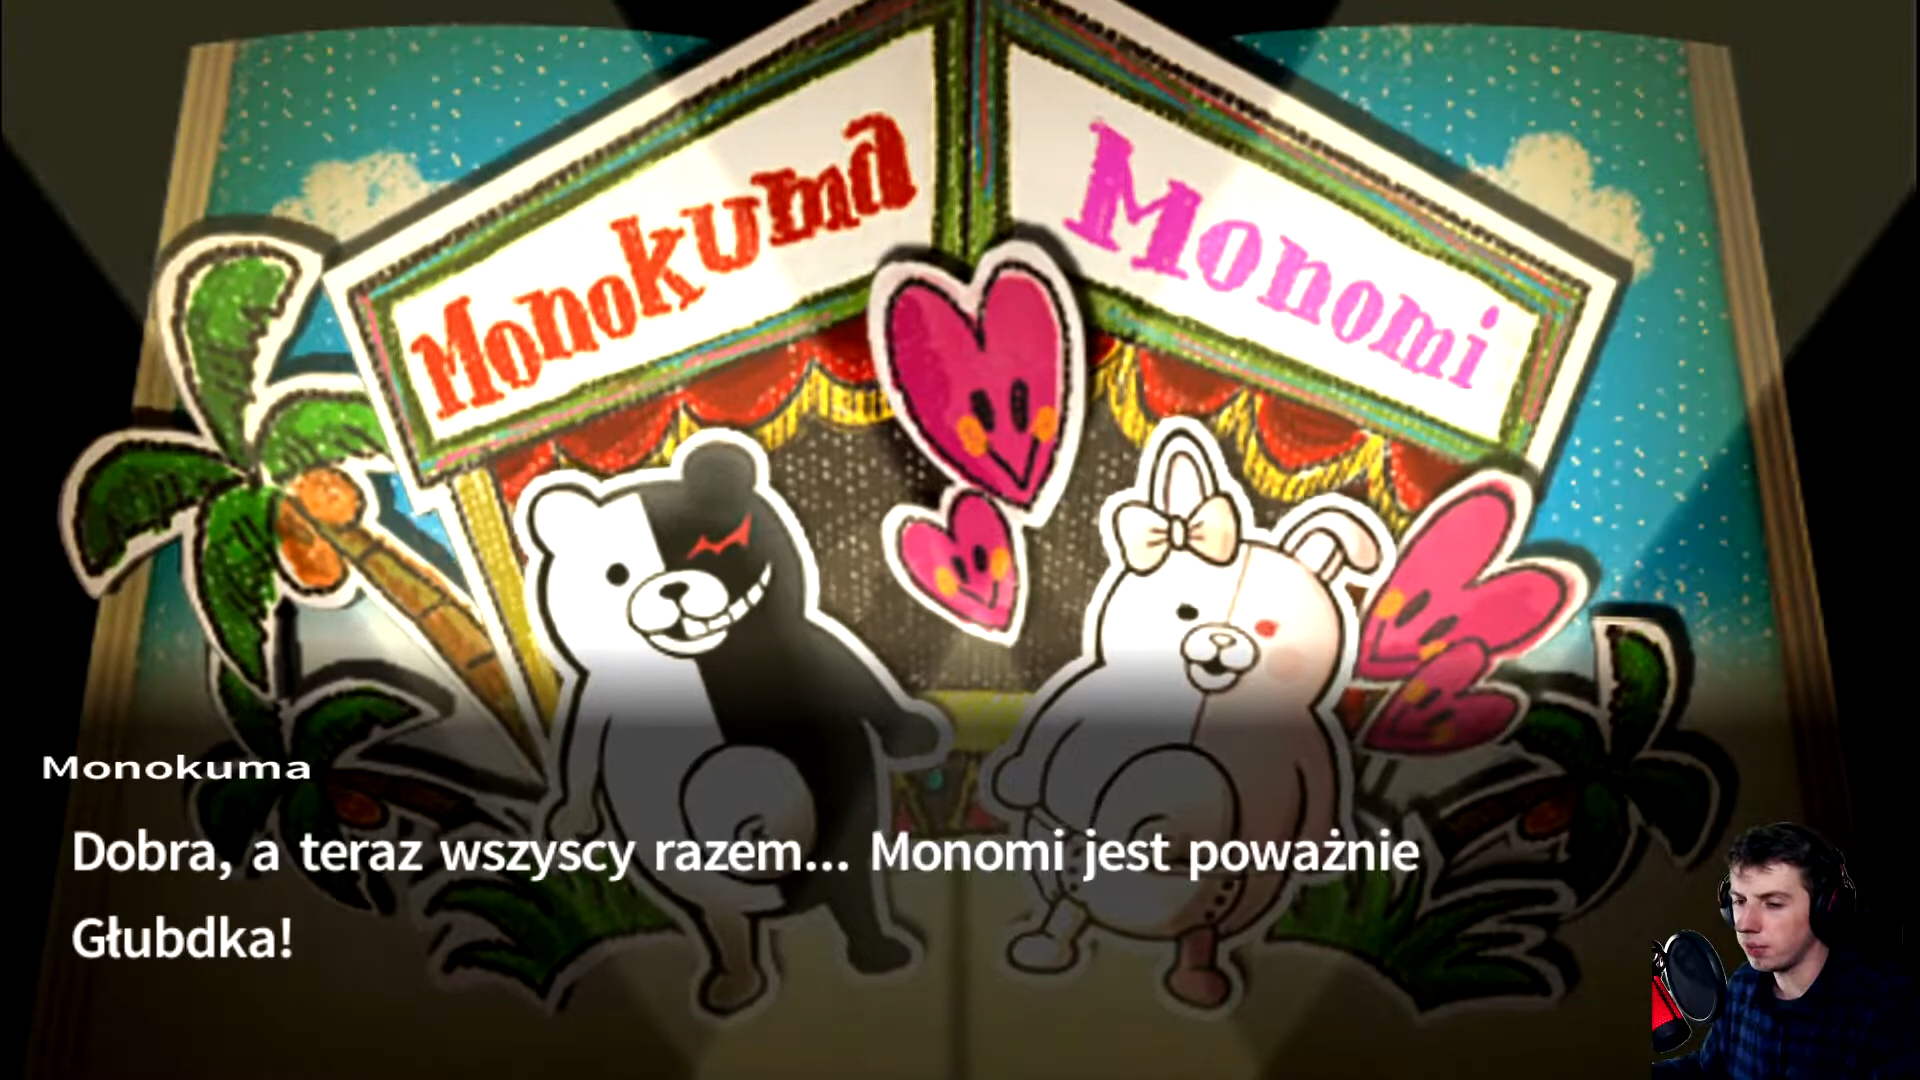 Monokuma
Monomi
Monokuma
Dobra, a teraz wszyscy razem... Monomi jest poważnie
Głubdka!